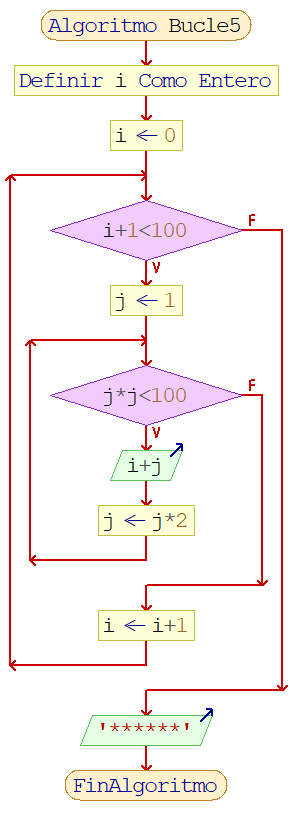 Algoritmo Bucle5
Definir i Como Entero
i ← 0
i+1<100
F
V
j ← 1
j*j<100
F
V
i+j
j ← j*2
i ← i+1
'******'
FinAlgoritmo